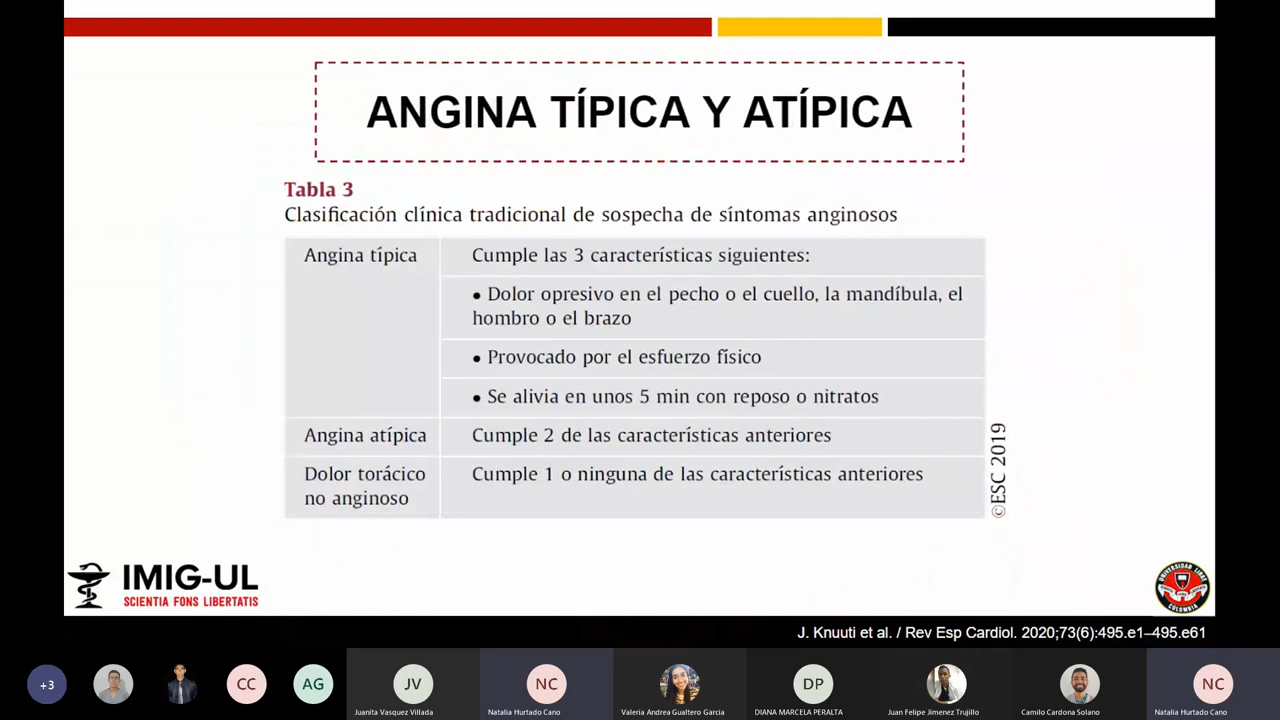 ANGINA TÍPICA Y ATÍPICA
Tabla 3
Clasificación clínica tradicional de sospecha de síntomas anginosos
Angina típica
Cumple las 3 características siguientes:
• Dolor opresivo en el pecho o el cuello, la mandíbula, el
hombro o el brazo
• Provocado por el esfuerzo físico
• Se alivia en unos 5 min con reposo o nitratos
Angina atípica
Cumple 2 de las características anteriores
Dolor torácico
no anginoso
Cumple 1 o ninguna de las características anteriores
©ESC 2019
IMIG-UL
SCIENTIA FONS LIBERTATIS
UNIVERSIDAD LIBRE
COLOMBIA
J. Knuuti et al. / Rev Esp Cardiol. 2020;73(6):495.e1–495.e61
+3
CC
AG
JV
Juanita Vasquez Villada
NC
Natalia Hurtado Cano
Valeria Andrea Gualtero Garcia
DP
DIANA MARCELA PERALTA
Juan Felipe Jimenez Trujillo
Camilo Cardona Solano
NC
Natalia Hurtado Cano